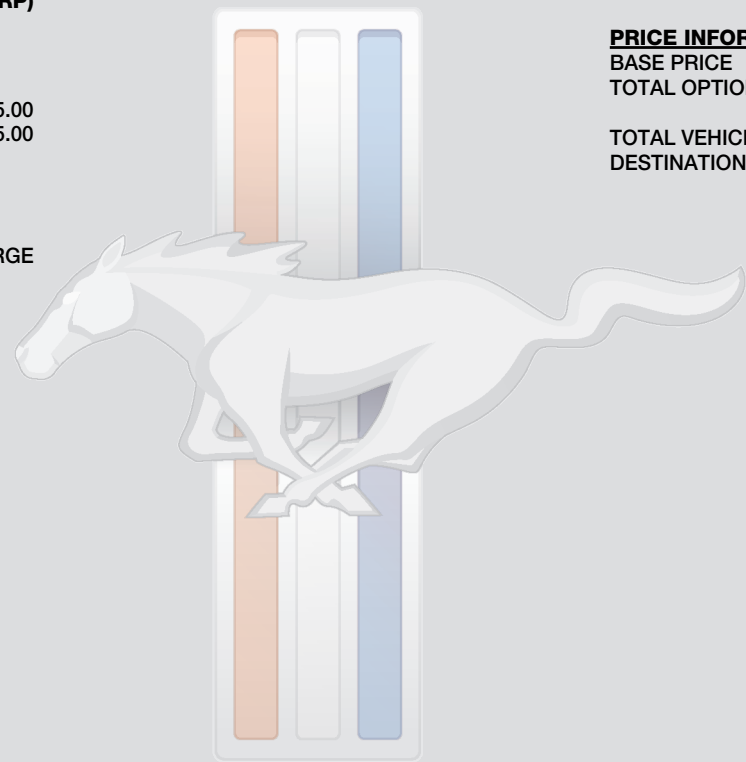 RP)
5.00
5.00
RGE
PRICE INFOR
BASE PRICE
TOTAL OPTIO
TOTAL VEHICL
DESTINATION